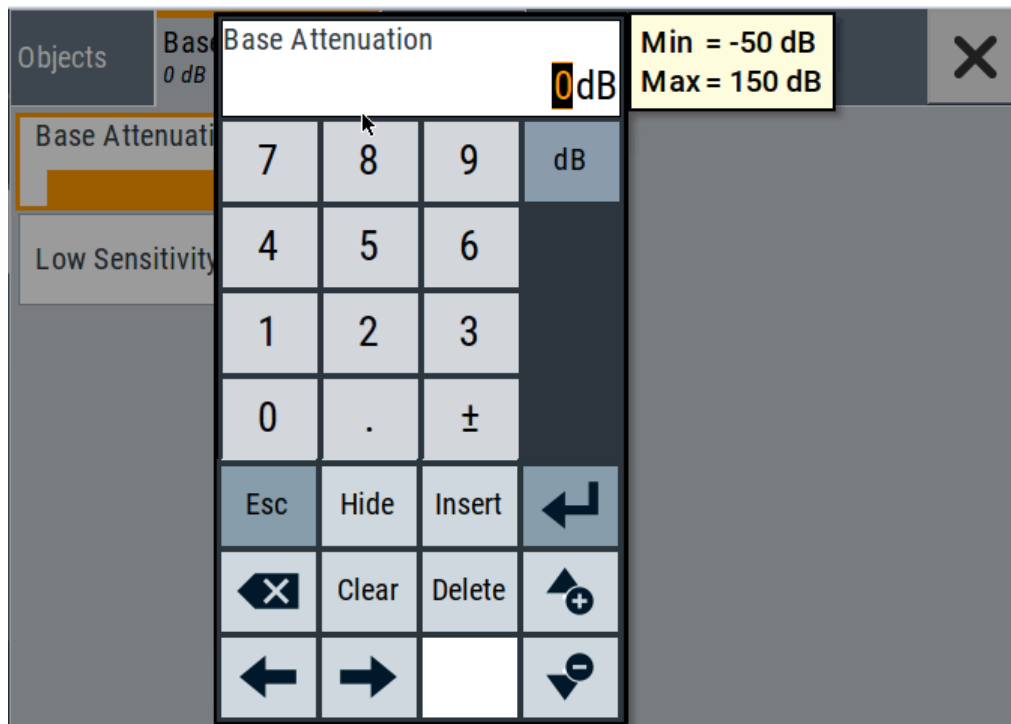 Objects
Base
0 dB
Base Attenuation
0dB
Min = -50 dB
Max = 150 dB
Base Attenuati
Low Sensitivity
7 8 9 dB
4 5 6
1 2 3
0 . ±
Esc Hide Insert
Clear Delete